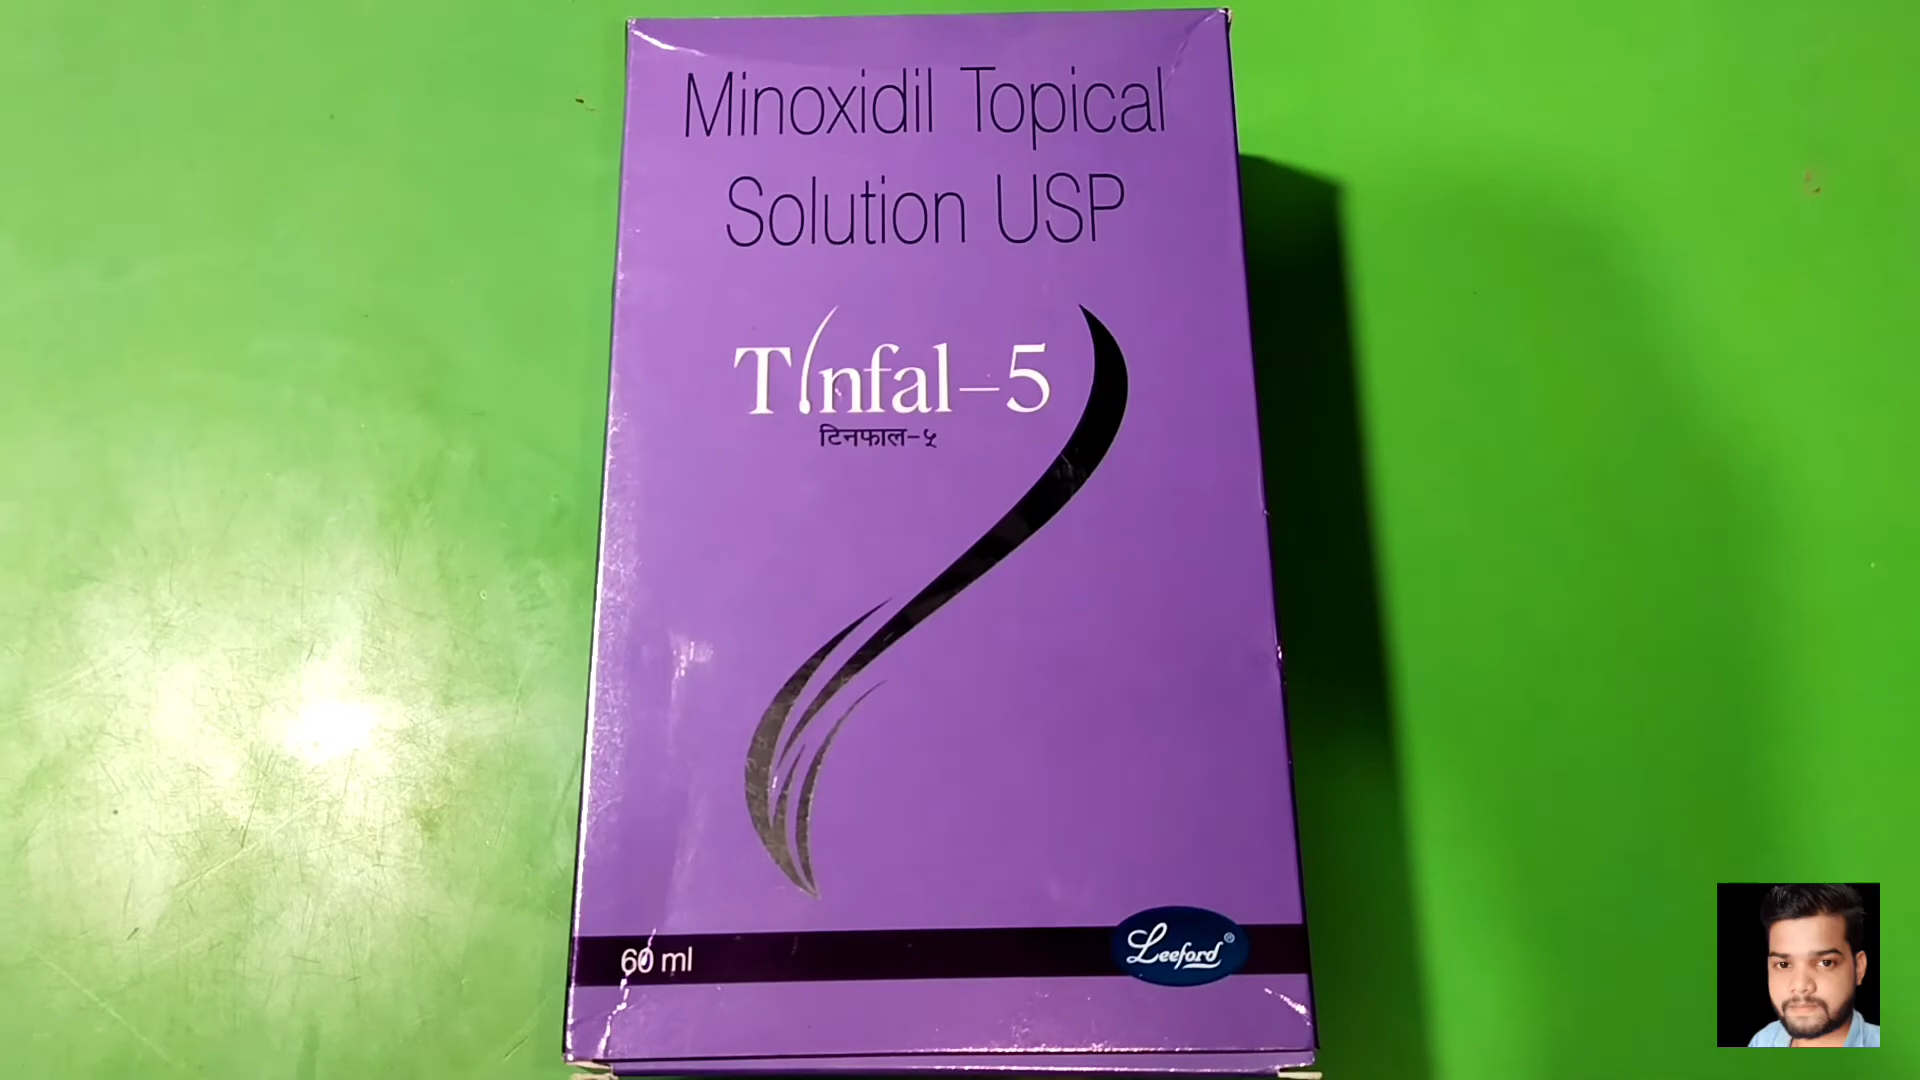 Minoxidil Topical
Solution USP
Tinfal-5
टिनफाल-५
60 ml
Leeford®